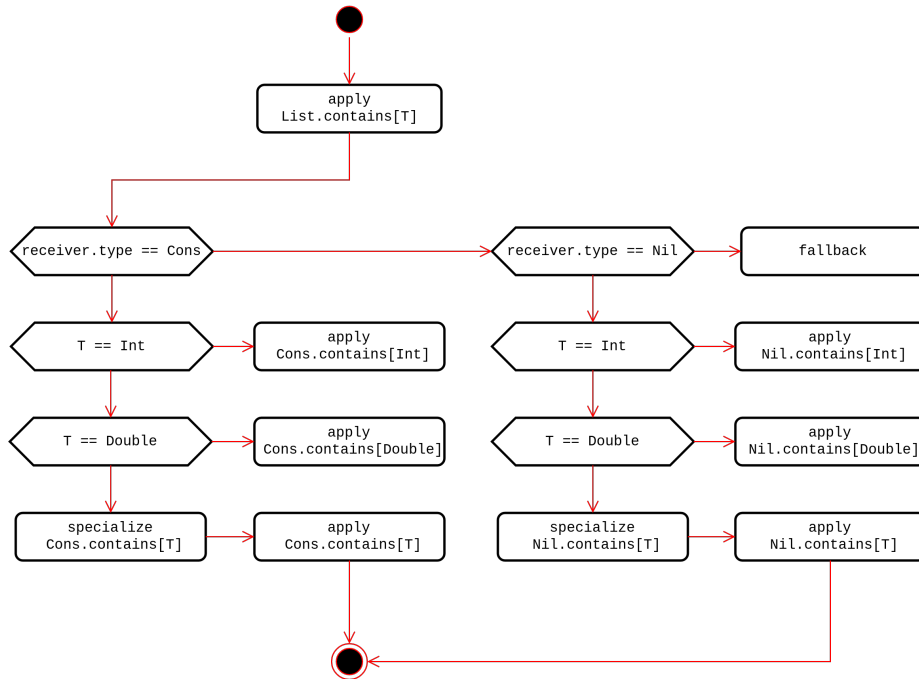 apply
List.contains[T]
receiver.type == Cons
receiver.type == Nil
fallback
T == Int
apply
Cons.contains[Int]
T == Int
apply
Nil.contains[Int]
T == Double
apply
Cons.contains[Double]
T == Double
apply
Nil.contains[Double]
specialize
Cons.contains[T]
apply
Cons.contains[T]
specialize
Nil.contains[T]
apply
Nil.contains[T]